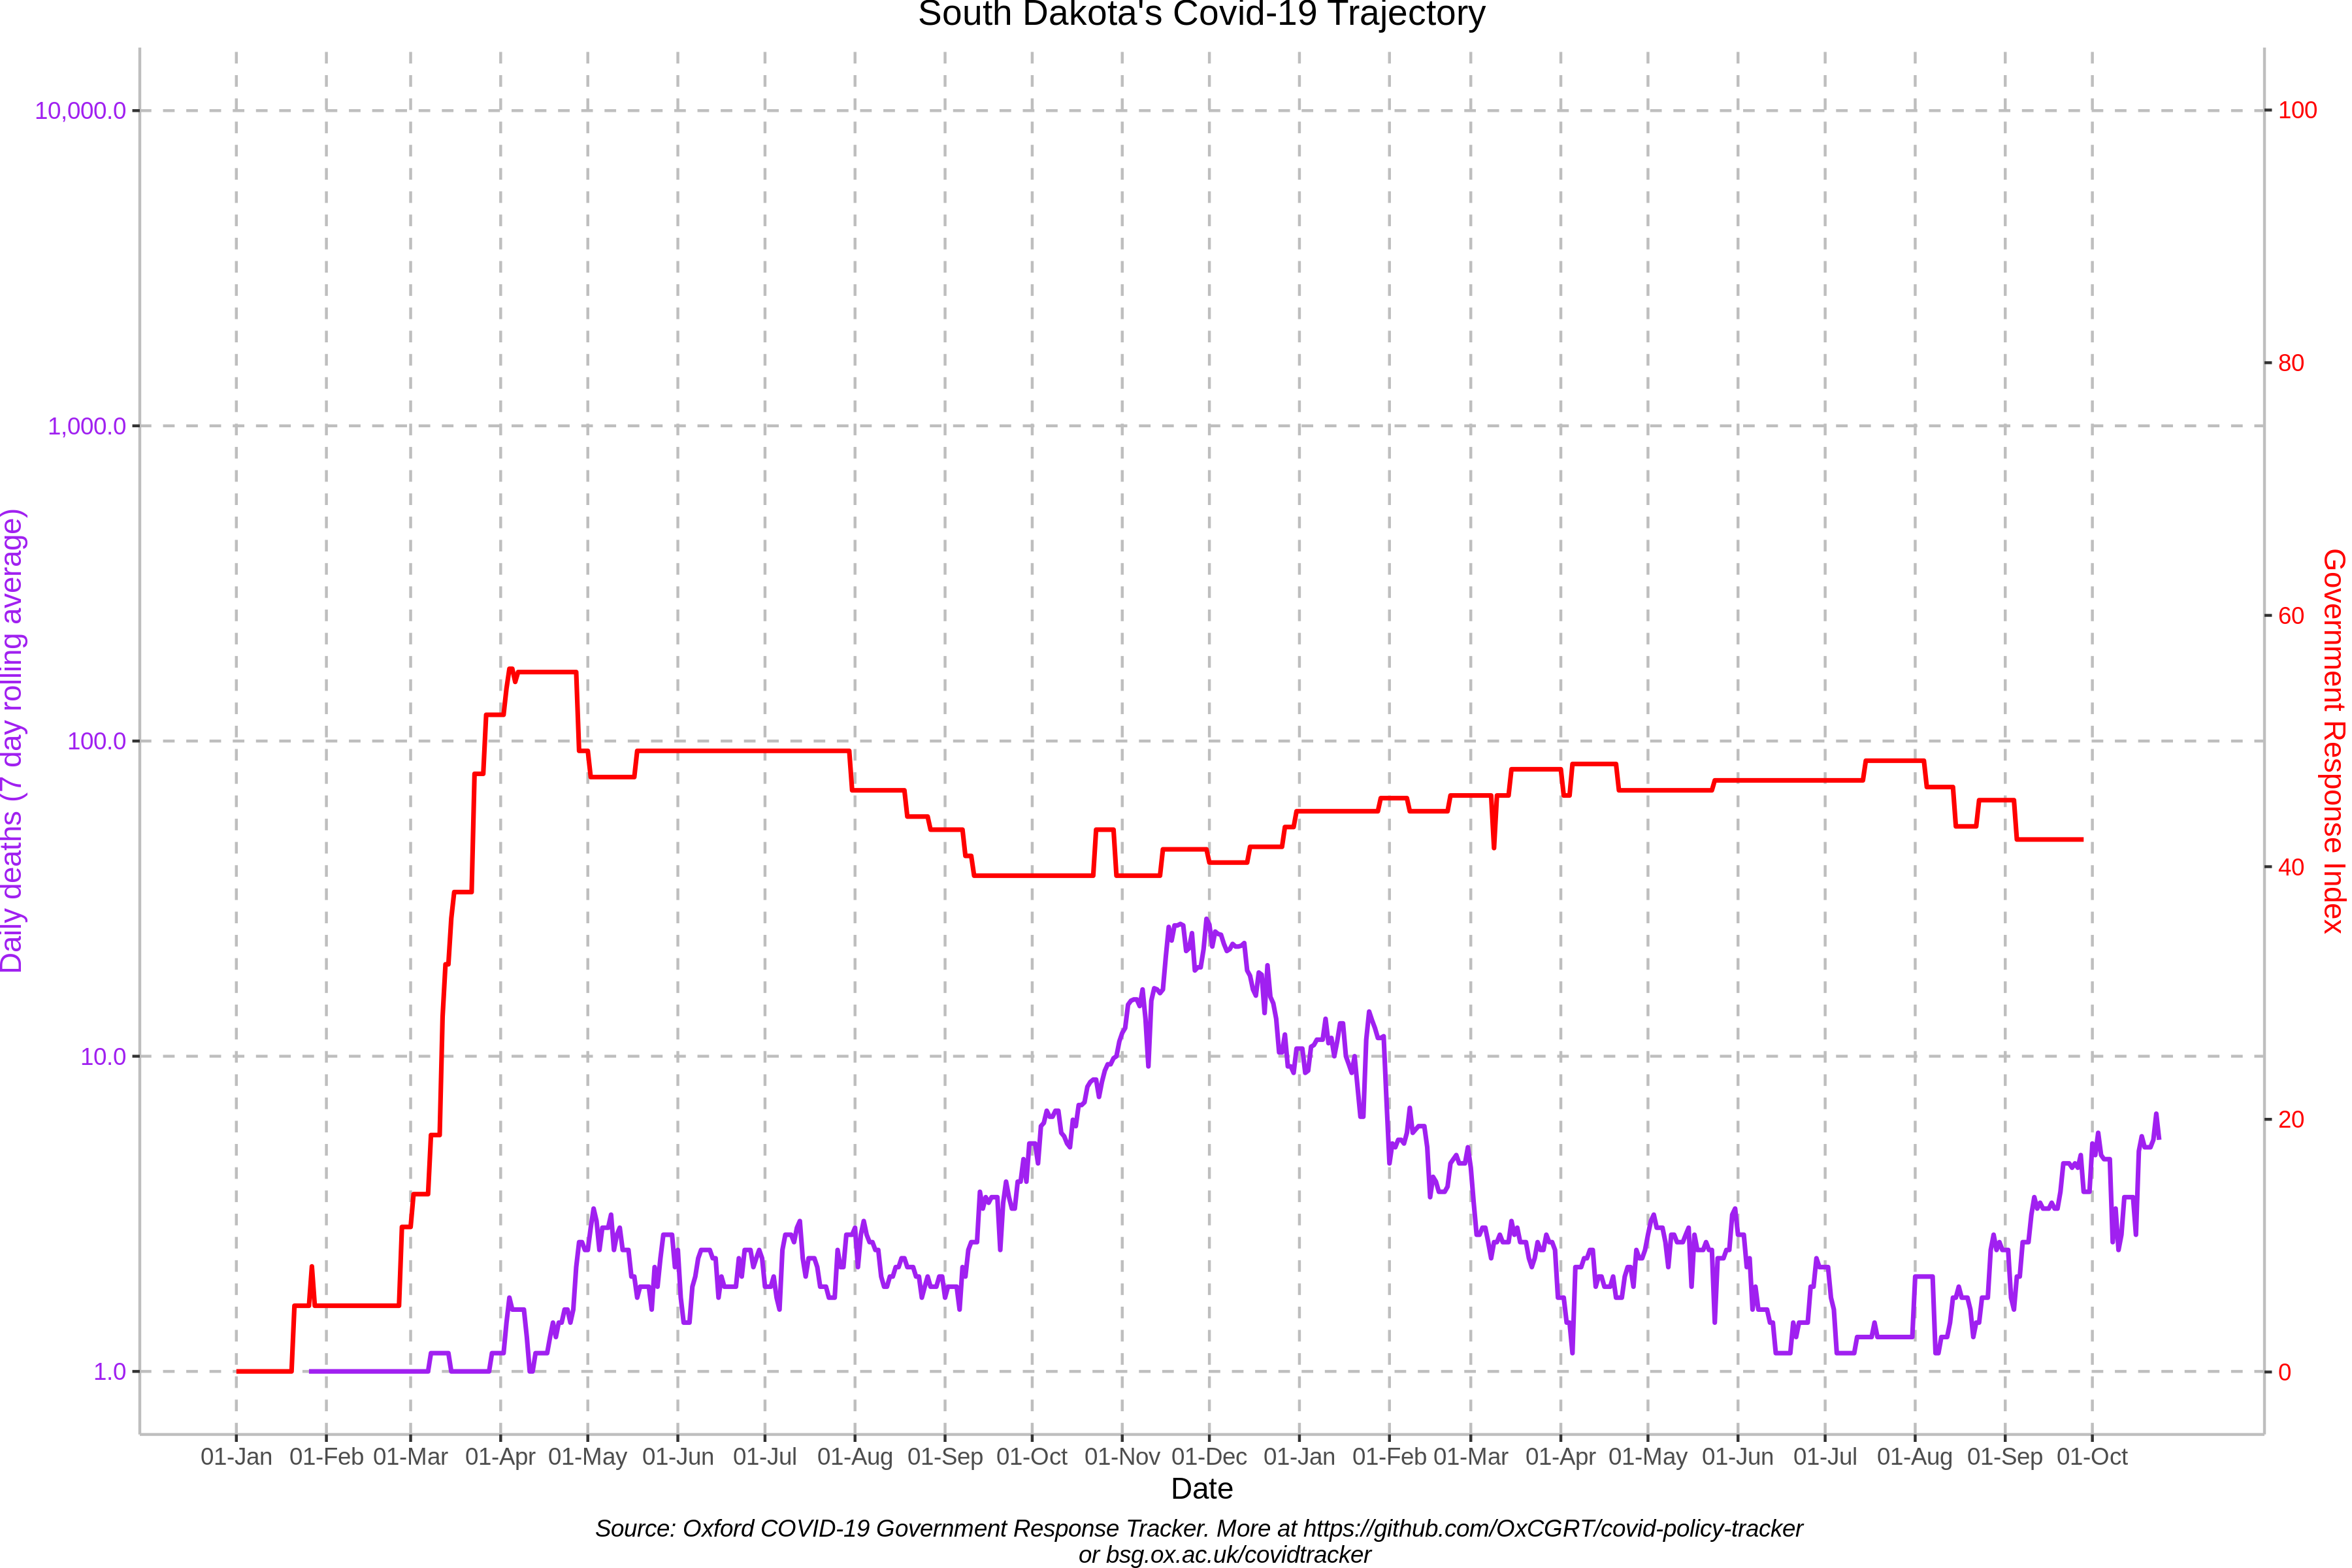 South Dakota's Covid-19 Trajectory
Daily deaths (7 day rolling average)
10,000.0
1,000.0
100.0
10.0
1.0
100
80
60
40
20
0
Government Response Index
01-Jan 01-Feb 01-Mar 01-Apr 01-May 01-Jun 01-Jul 01-Aug 01-Sep 01-Oct 01-Nov 01-Dec 01-Jan 01-Feb 01-Mar 01-Apr 01-May 01-Jun 01-Jul 01-Aug 01-Sep 01-Oct
Date
Source: Oxford COVID-19 Government Response Tracker. More at https://github.com/OxCGRT/covid-policy-tracker
or bsg.ox.ac.uk/covidtracker